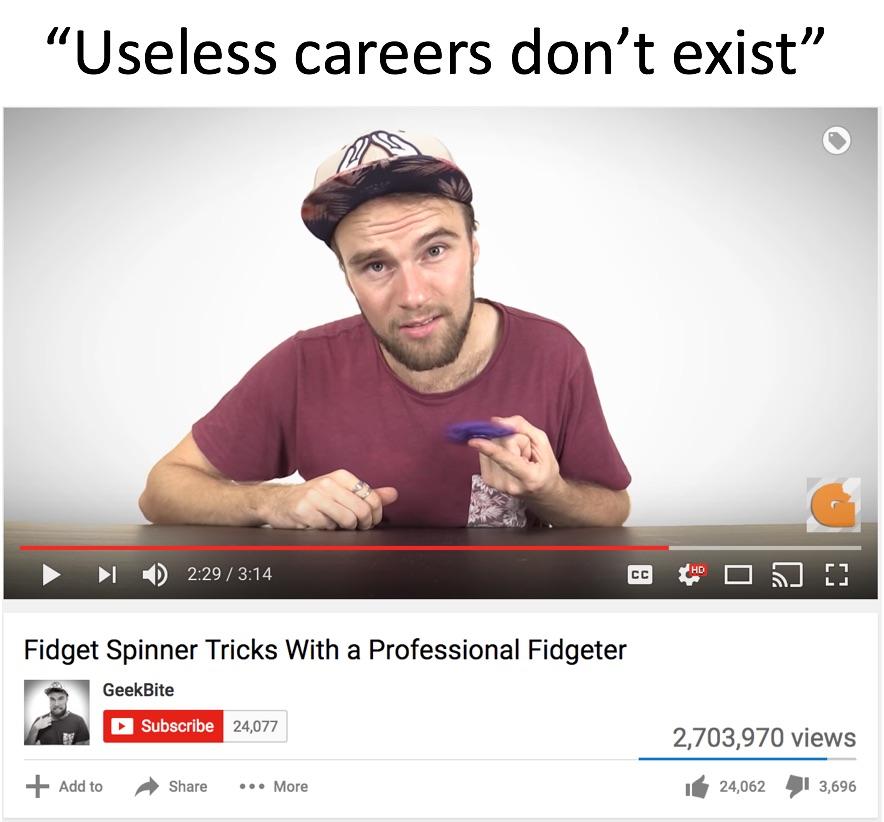 “Useless careers don’t exist”
2:29 / 3:14
CC
HD
Fidget Spinner Tricks With a Professional Fidgeter
GeekBite
Subscribe 24,077
2,703,970 views
Add to Share More
24,062 3,696